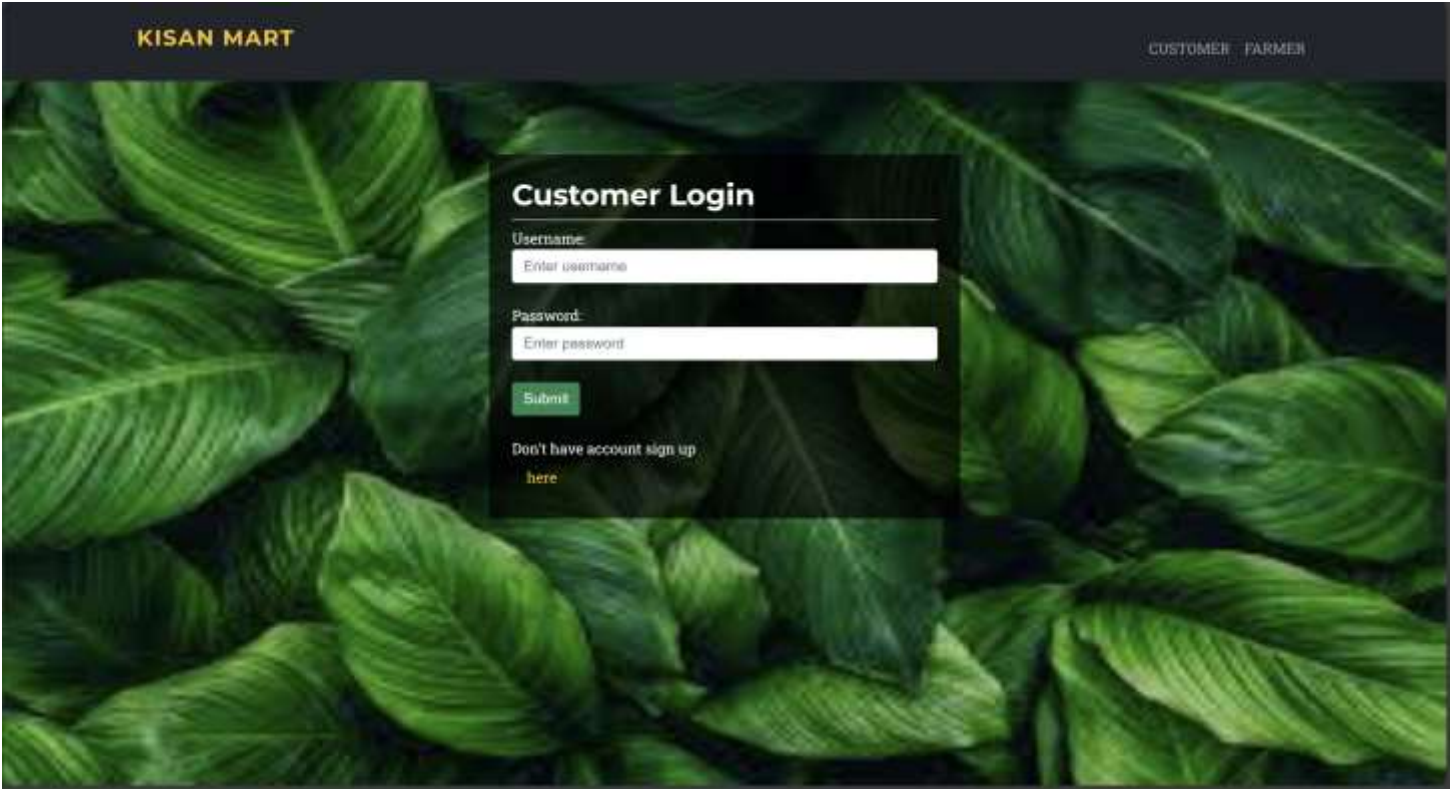 KISAN MART
CUSTOMER FARMER
Customer Login
Username:
Enter username
Password:
Enter password
Submit
Don't have account sign up
here